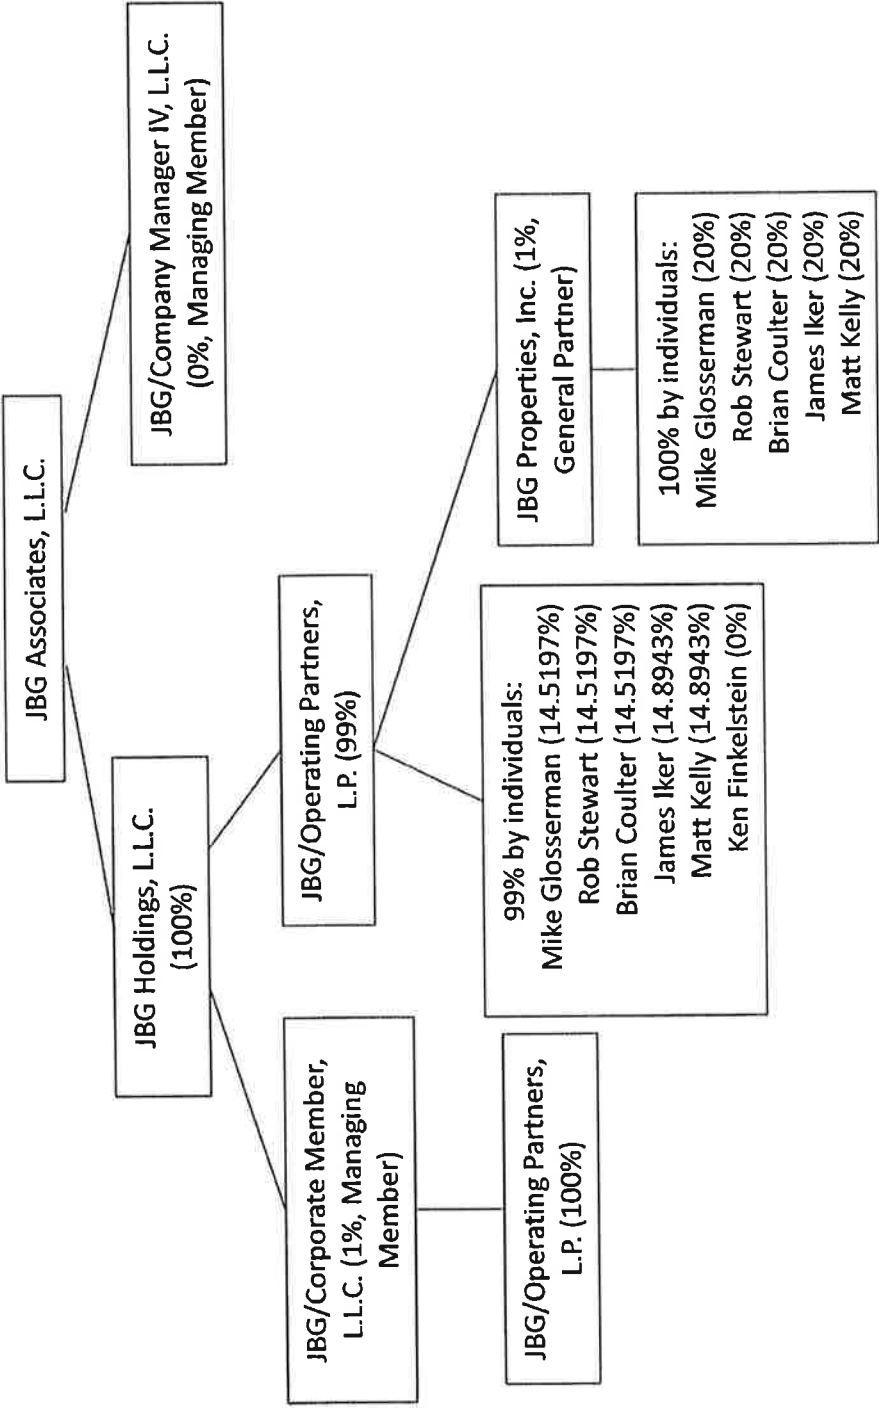 JBG Associates, L.L.C.
JBG Holdings, L.L.C.
(100%)
JBG/Company Manager IV, L.L.C.
(0%, Managing Member)
JBG/Corporate Member,
L.L.C. (1%, Managing
Member)
JBG/Operating Partners,
L.P. (99%)
JBG/Operating Partners,
L.P. (100%)
99% by individuals:
Mike Glosserman (14.5197%)
Rob Stewart (14.5197%)
Brian Coulter (14.5197%)
James Iker (14.8943%)
Matt Kelly (14.8943%)
Ken Finkelstein (0%)
JBG Properties, Inc. (1%,
General Partner)
100% by individuals:
Mike Glosserman (20%)
Rob Stewart (20%)
Brian Coulter (20%)
James Iker (20%)
Matt Kelly (20%)